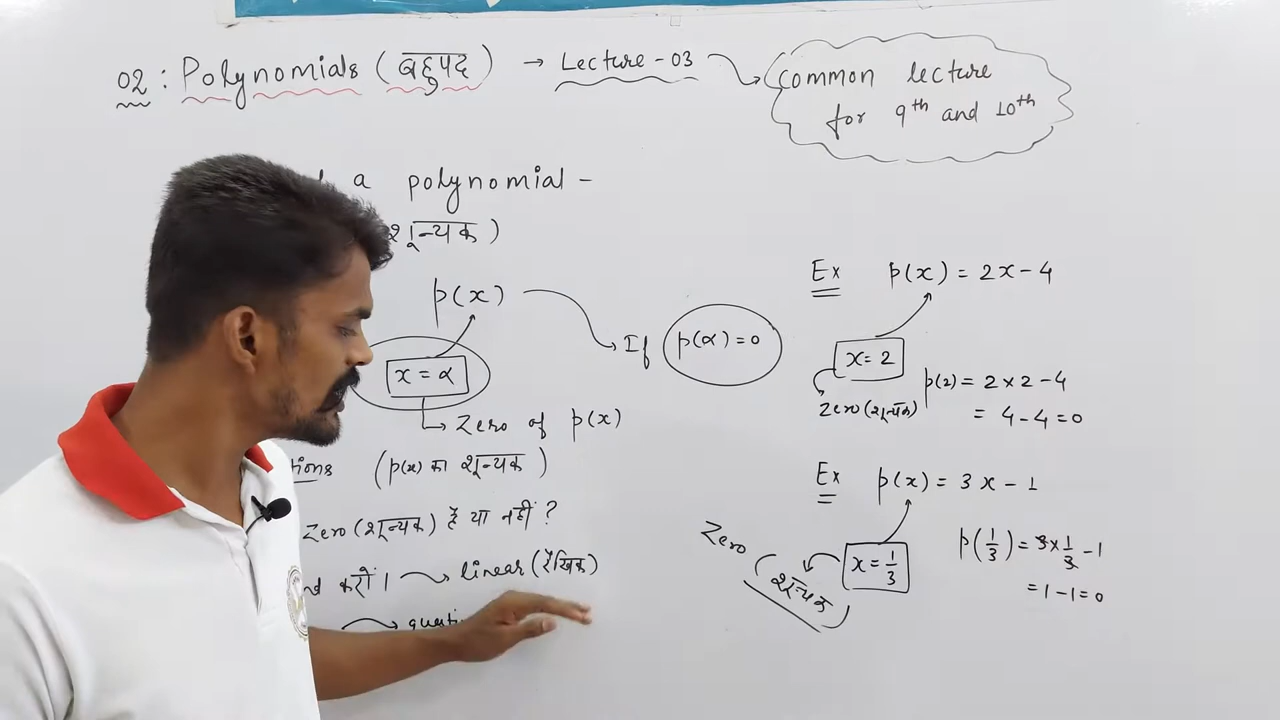 02 : Polynomials (बहुपद) → Lecture - 03
Common lecture
for 9th and 10th
a polynomial -
शून्यक)
p(x)
If p(α) = 0
x = α
Zero of p(x)
(p(x) का शून्यक)
Zero (शून्यक) है या नहीं ?
करो । linear (रैखिक)
Ex p(x) = 2x - 4
x = 2
Zero (शून्यक)
p(2) = 2 × 2 - 4
= 4 - 4 = 0
Ex p(x) = 3x - 1
x = 1/3
Zero (शून्यक)
p(1/3) = 3 × 1/3 - 1
= 1 - 1 = 0